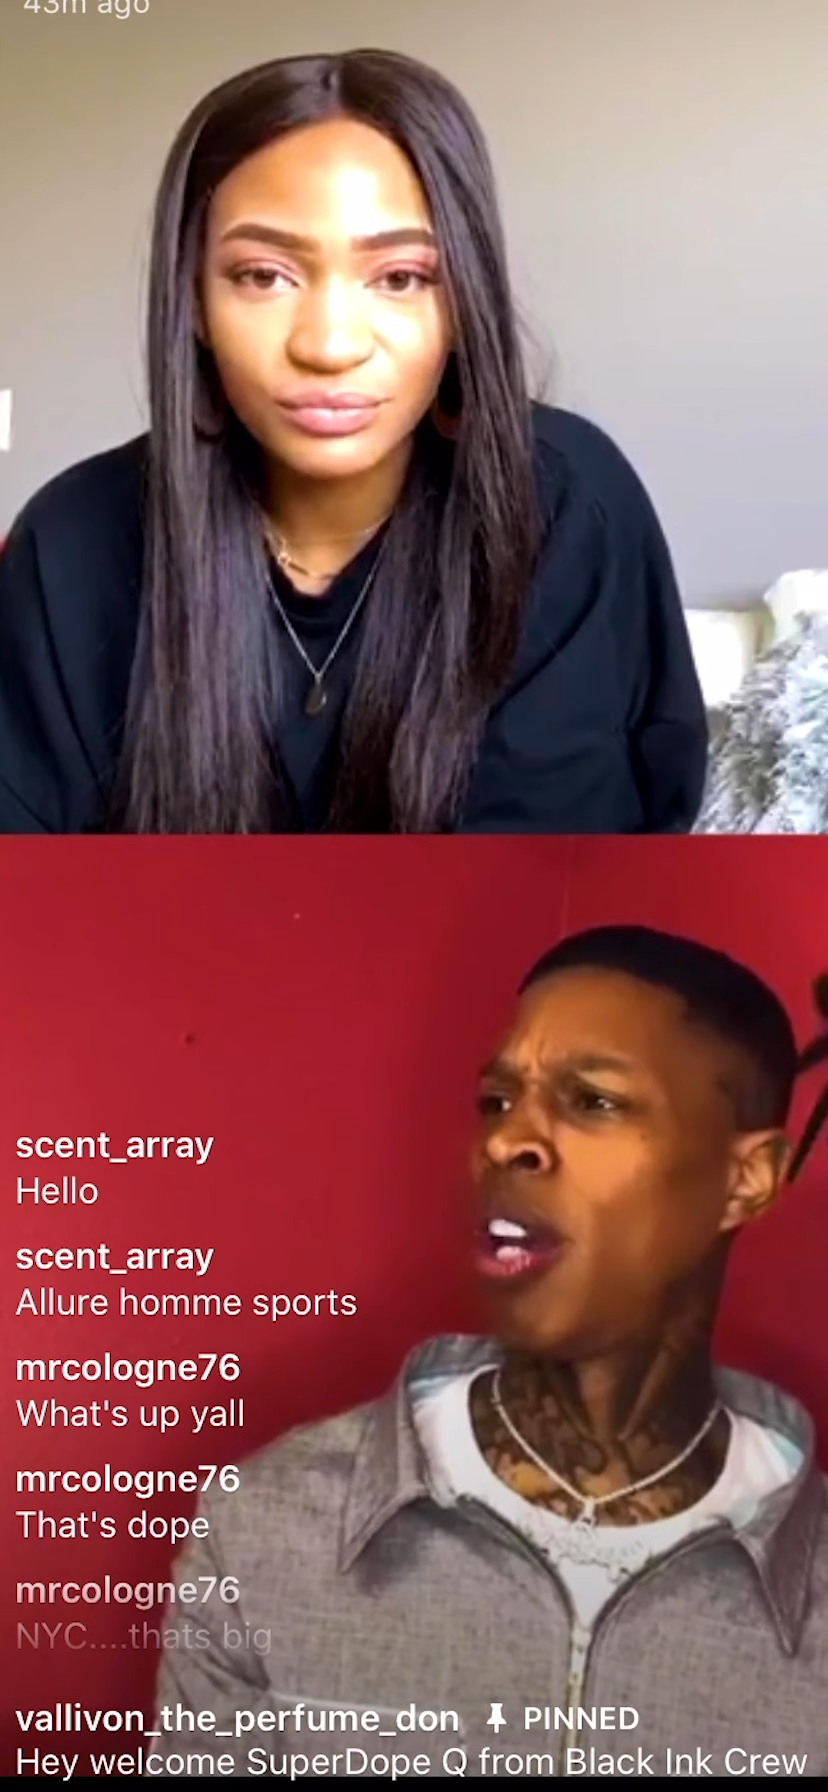 43m ago
scent_array
Hello
scent_array
Allure homme sports
mrcologne76
What's up yall
mrcologne76
That's dope
mrcologne76
NYC....thats big
vallivon_the_perfume_don PINNED
Hey welcome SuperDope Q from Black Ink Crew